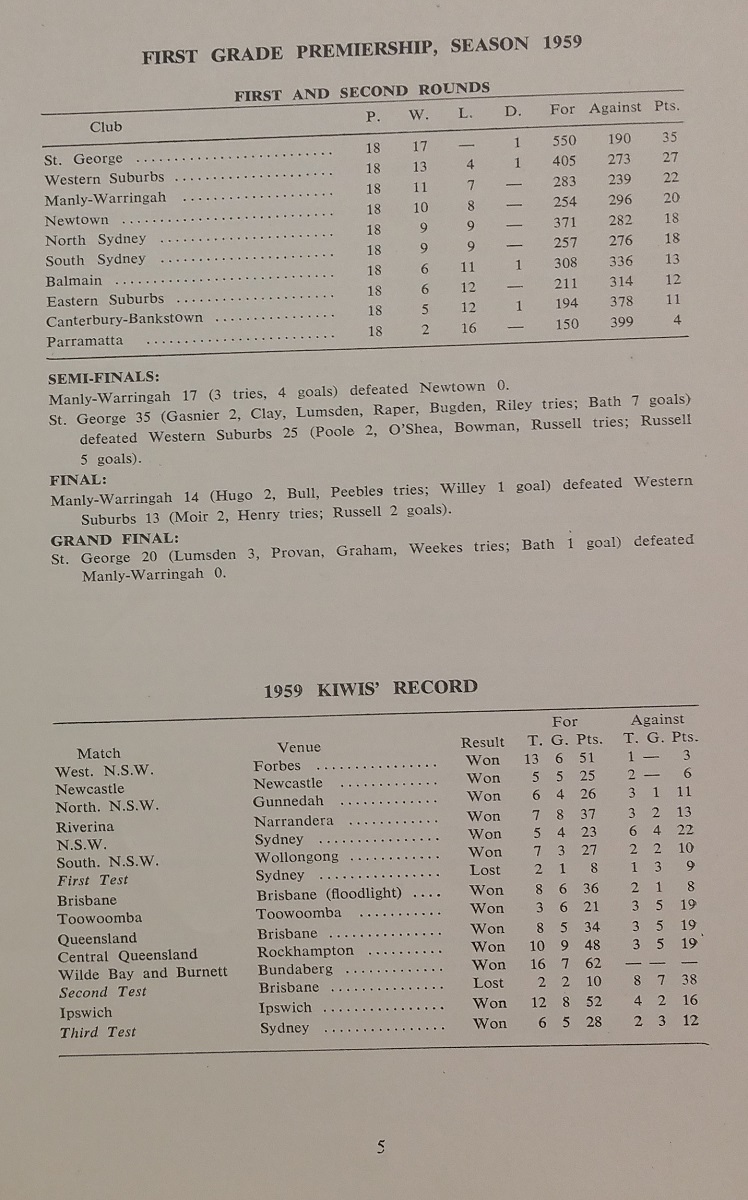 FIRST GRADE PREMIERSHIP, SEASON 1959
FIRST AND SECOND ROUNDS
Club P. W. L. D. For Against Pts.
St. George .......................... 18 17 — 1 550 190 35
Western Suburbs ..................... 18 13 4 1 405 273 27
Manly-Warringah .................... 18 11 7 — 283 239 22
Newtown ............................ 18 10 8 — 254 296 20
North Sydney ....................... 18 9 9 — 371 282 18
South Sydney ....................... 18 9 9 — 257 276 18
Balmain ............................ 18 6 11 1 308 336 13
Eastern Suburbs ..................... 18 6 12 — 211 314 12
Canterbury-Bankstown ................ 18 5 12 1 194 378 11
Parramatta ......................... 18 2 16 — 150 399 4
SEMI-FINALS:
Manly-Warringah 17 (3 tries, 4 goals) defeated Newtown 0.
St. George 35 (Gasnier 2, Clay, Lumsden, Raper, Bugden, Riley tries; Bath 7 goals)
defeated Western Suburbs 25 (Poole 2, O'Shea, Bowman, Russell tries; Russell
5 goals).
FINAL:
Manly-Warringah 14 (Hugo 2, Bull, Peebles tries; Willey 1 goal) defeated Western
Suburbs 13 (Moir 2, Henry tries; Russell 2 goals).
GRAND FINAL:
St. George 20 (Lumsden 3, Provan, Graham, Weekes tries; Bath 1 goal) defeated
Manly-Warringah 0.
1959 KIWIS' RECORD
For Against
Match Venue Result T. G. Pts. T. G. Pts.
West. N.S.W. Forbes ................ Won 13 6 51 1 — 3
Newcastle Newcastle ............. Won 5 5 25 2 — 6
North. N.S.W. Gunnedah ............. Won 6 4 26 3 1 11
Riverina Narrandera ............ Won 7 8 37 3 2 13
N.S.W. Sydney ................ Won 5 4 23 6 4 22
South. N.S.W. Wollongong ............ Won 7 3 27 2 2 10
First Test Sydney ................ Lost 2 1 8 1 3 9
Brisbane Brisbane (floodlight) .... Won 8 6 36 2 1 8
Toowoomba Toowoomba ........... Won 3 6 21 3 5 19
Queensland Brisbane ............... Won 8 5 34 3 5 19
Central Queensland Rockhampton .......... Won 10 9 48 3 5 19
Wilde Bay and Burnett Bundaberg ............. Won 16 7 62 — — —
Second Test Brisbane ............... Lost 2 2 10 8 7 38
Ipswich Ipswich ................ Won 12 8 52 4 2 16
Third Test Sydney ................ Won 6 5 28 2 3 12
5